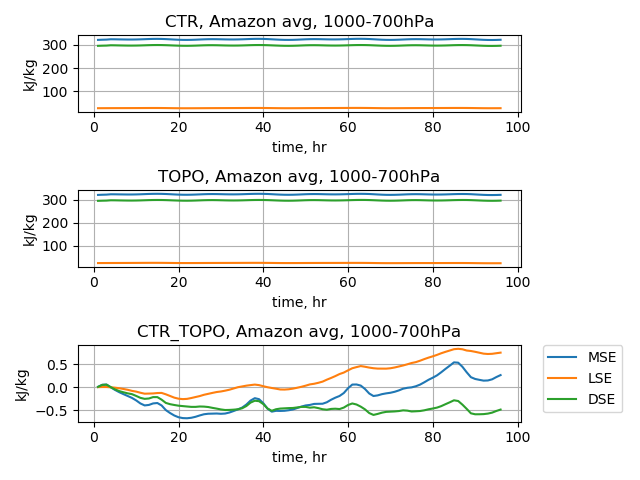 CTR, Amazon avg, 1000-700hPa
300
200
100
kJ/kg
0 20 40 60 80 100
time, hr
TOPO, Amazon avg, 1000-700hPa
300
200
100
kJ/kg
0 20 40 60 80 100
time, hr
CTR_TOPO, Amazon avg, 1000-700hPa
0.5
0.0
−0.5
kJ/kg
0 20 40 60 80 100
time, hr
MSE
LSE
DSE